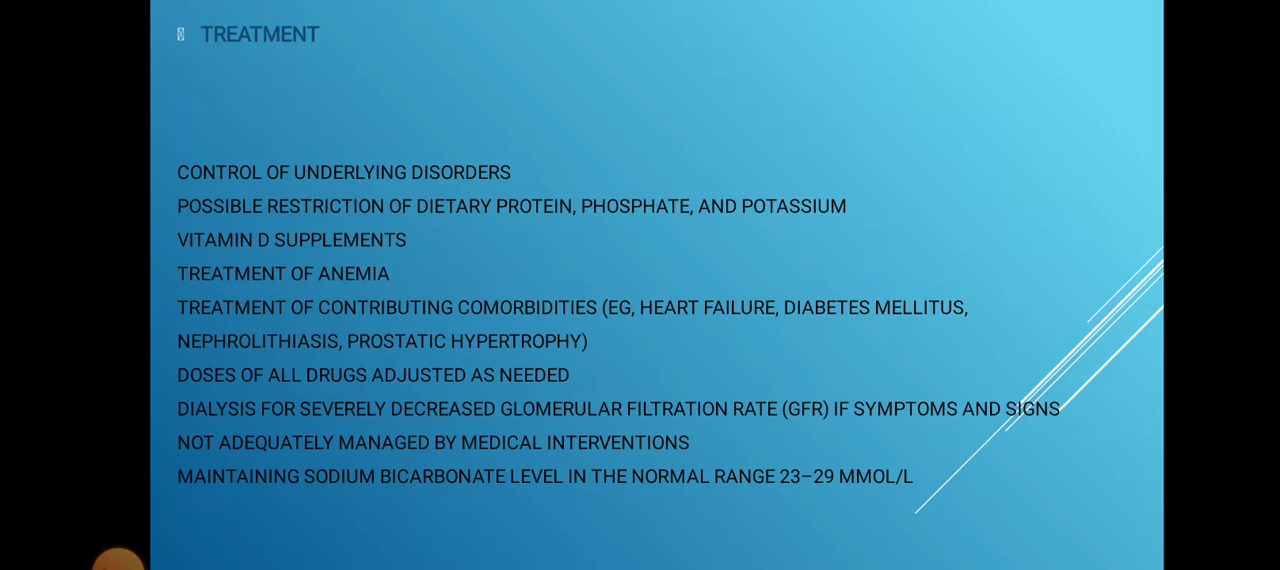 TREATMENT
CONTROL OF UNDERLYING DISORDERS
POSSIBLE RESTRICTION OF DIETARY PROTEIN, PHOSPHATE, AND POTASSIUM
VITAMIN D SUPPLEMENTS
TREATMENT OF ANEMIA
TREATMENT OF CONTRIBUTING COMORBIDITIES (EG, HEART FAILURE, DIABETES MELLITUS,
NEPHROLITHIASIS, PROSTATIC HYPERTROPHY)
DOSES OF ALL DRUGS ADJUSTED AS NEEDED
DIALYSIS FOR SEVERELY DECREASED GLOMERULAR FILTRATION RATE (GFR) IF SYMPTOMS AND SIGNS
NOT ADEQUATELY MANAGED BY MEDICAL INTERVENTIONS
MAINTAINING SODIUM BICARBONATE LEVEL IN THE NORMAL RANGE 23–29 MMOL/L